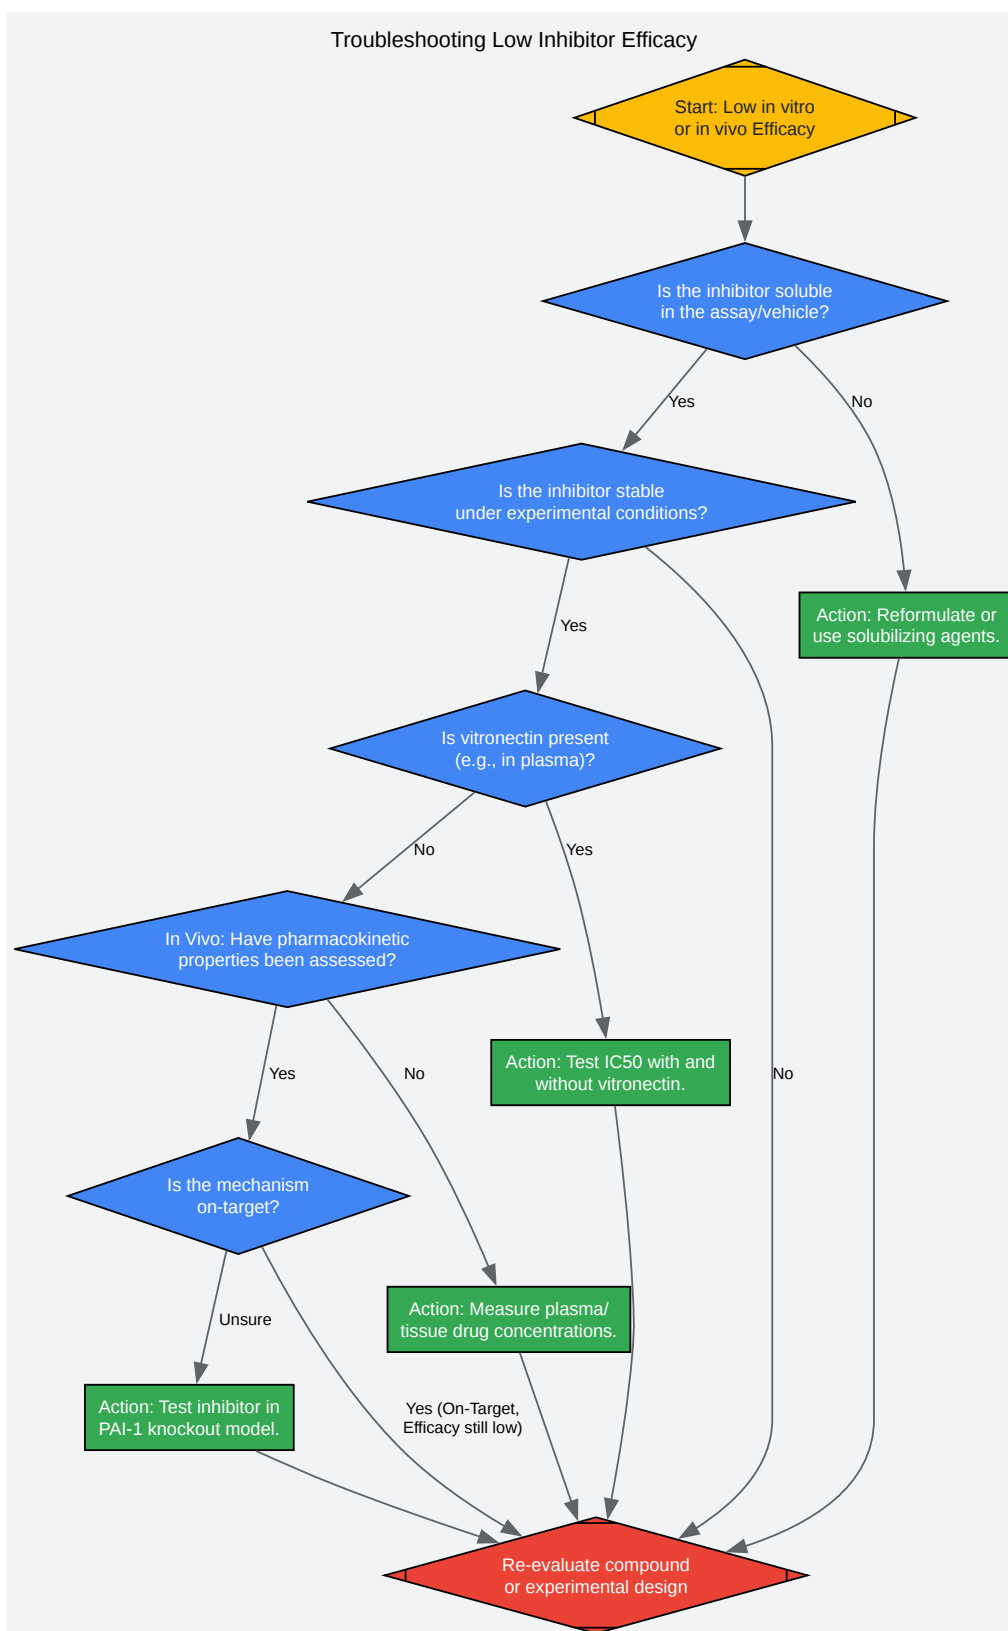 Troubleshooting Low Inhibitor Efficacy
Start: Low in vitro
or in vivo Efficacy
Is the inhibitor soluble
in the assay/vehicle?
Yes
No
Is the inhibitor stable
under experimental conditions?
Action: Reformulate or
use solubilizing agents.
Yes
Is vitronectin present
(e.g., in plasma)?
No
Yes
In Vivo: Have pharmacokinetic
properties been assessed?
Action: Test IC50 with and
without vitronectin.
Yes
No
No
Is the mechanism
on-target?
Unsure
Action: Measure plasma/
tissue drug concentrations.
Action: Test inhibitor in
PAI-1 knockout model.
Yes (On-Target,
Efficacy still low)
Re-evaluate compound
or experimental design